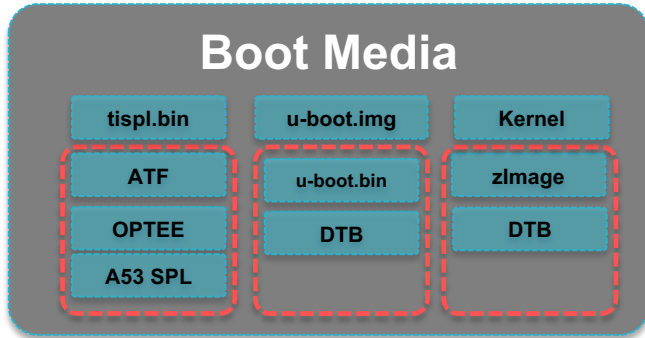 Boot Media
tispl.bin
u-boot.img
Kernel
ATF
OPTEE
A53 SPL
u-boot.bin
DTB
zImage
DTB